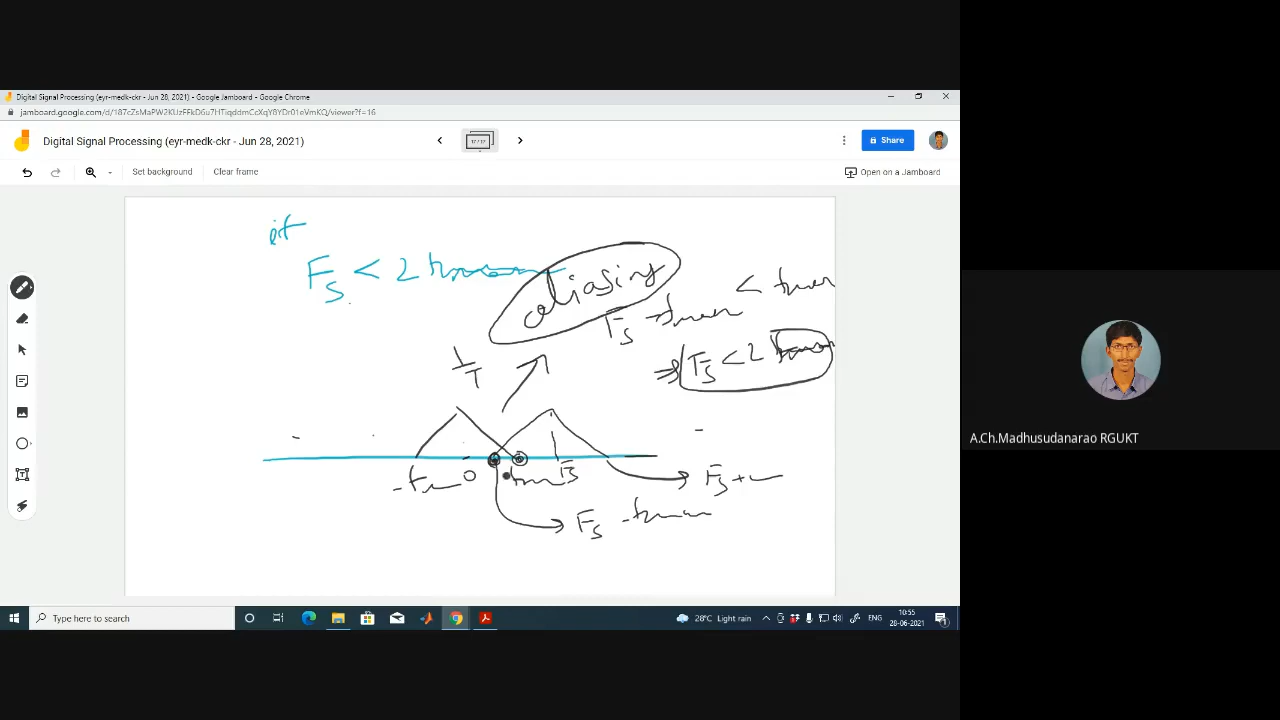 Digital Signal Processing (eyr-medk-ckr - Jun 28, 2021) - Google Jamboard - Google Chrome
Digital Signal Processing (eyr-medk-ckr - Jun 28, 2021)
17 / 17
Share
Set background
Clear frame
Open on a Jamboard
if
Fs < 2 fmax
aliasing
Fs - fmax < fmax
⇒ Fs < 2 fmax
1/T
0
Fs
Fs +
Fs - fmax
A.Ch.Madhusudanarao RGUKT
Type here to search
28°C Light rain
ENG
10:55
28-06-2021